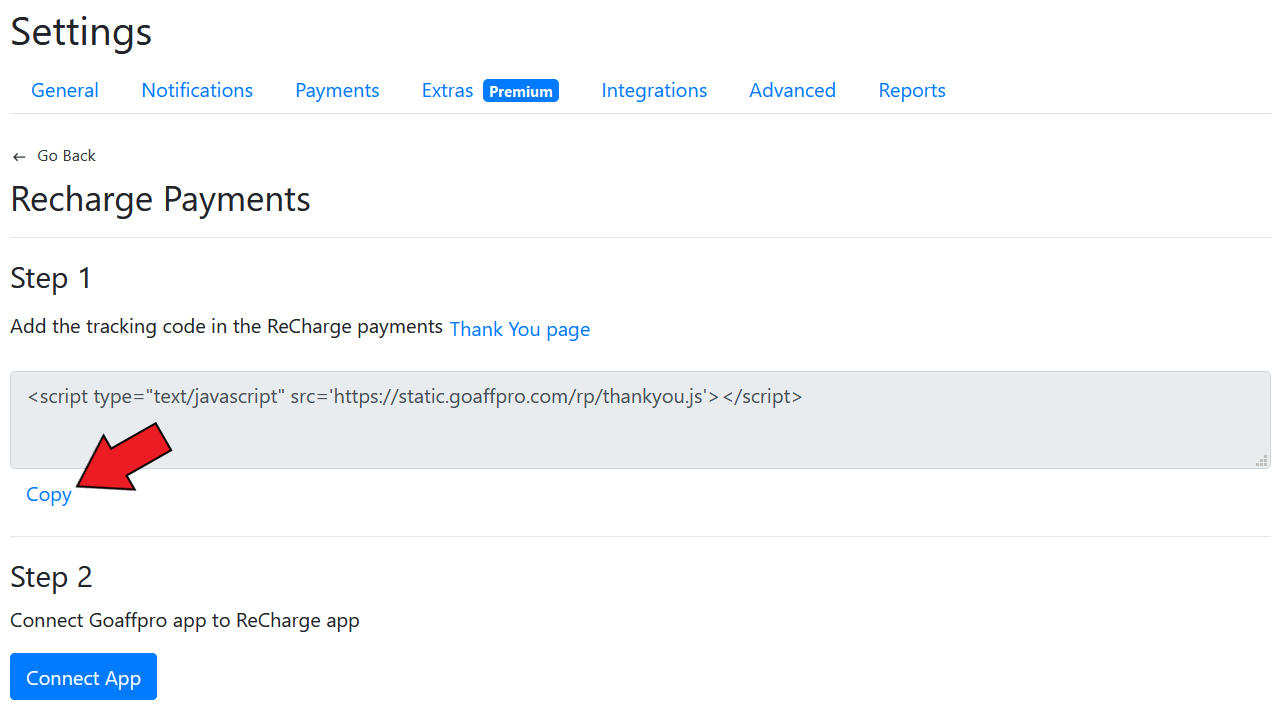 Settings
General Notifications Payments Extras Premium Integrations Advanced Reports
← Go Back
Recharge Payments
Step 1
Add the tracking code in the ReCharge payments Thank You page
<script type="text/javascript" src='https://static.goaffpro.com/rp/thankyou.js'></script>
Copy
Step 2
Connect Goaffpro app to ReCharge app
Connect App